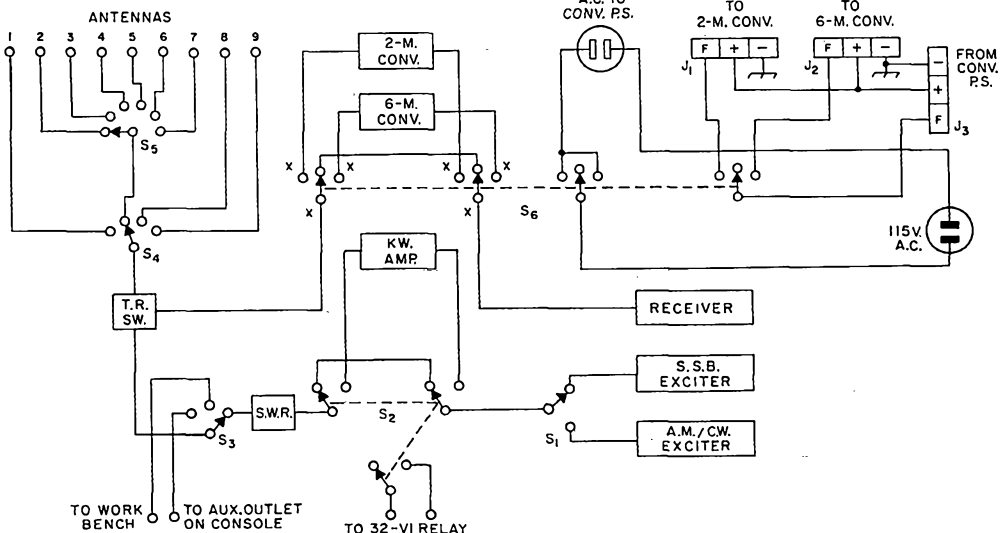 ANTENNAS
1 2 3 4 5 6 7 8 9
A.C. TO
CONV. P.S.
TO
2-M. CONV.
TO
6-M. CONV.
2-M.
CONV.
6-M.
CONV.
F + -
J1
F + -
J2
FROM
CONV.
P.S.
-
+
F
J3
S5
X X X X
X X
S6
S4
KW.
AMP.
115V.
A.C.
T.R.
SW.
RECEIVER
S.S.B.
EXCITER
S.W.R.
S2
S3
S1
A.M./C.W.
EXCITER
TO WORK
BENCH
TO AUX.OUTLET
ON CONSOLE
TO 32-VI RELAY